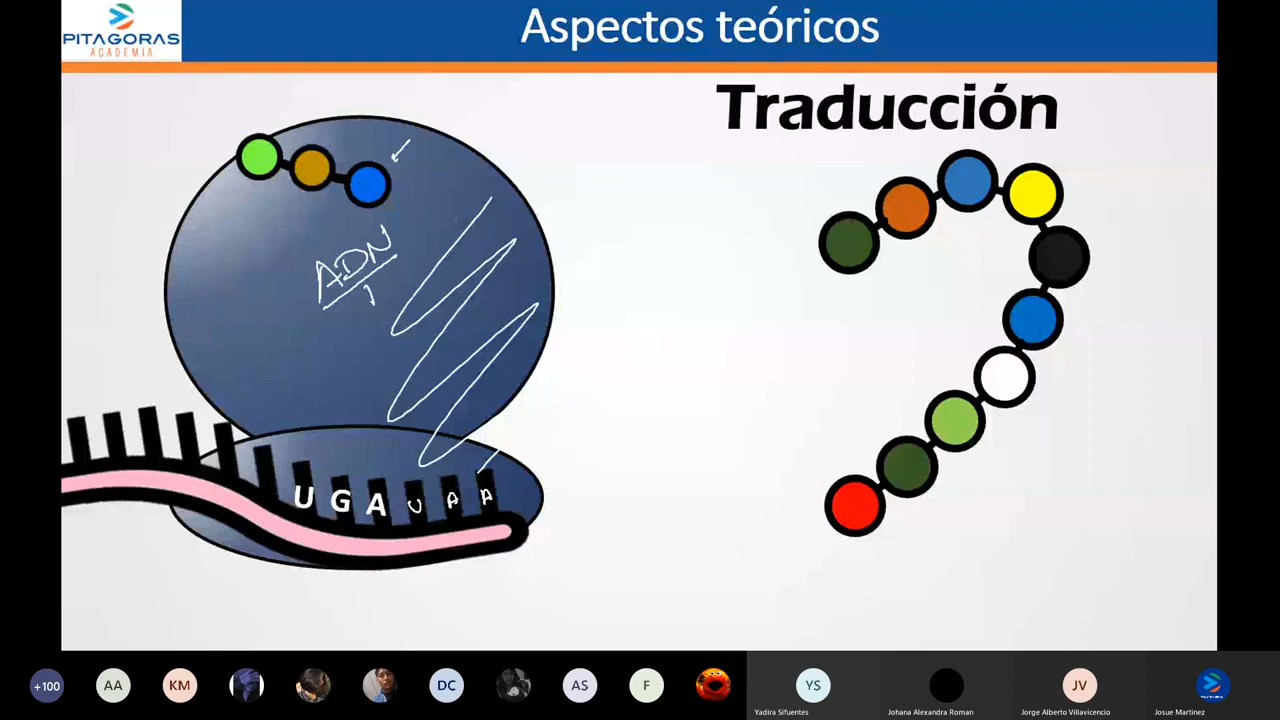 PITAGORAS
ACADEMIA
Aspectos teóricos
Traducción
ADN
U G A U A A
+100
AA
KM
DC
AS
F
YS
JV
Yadira Sifuentes
Johana Alexandra Roman
Jorge Alberto Villavicencio
Josue Martinez